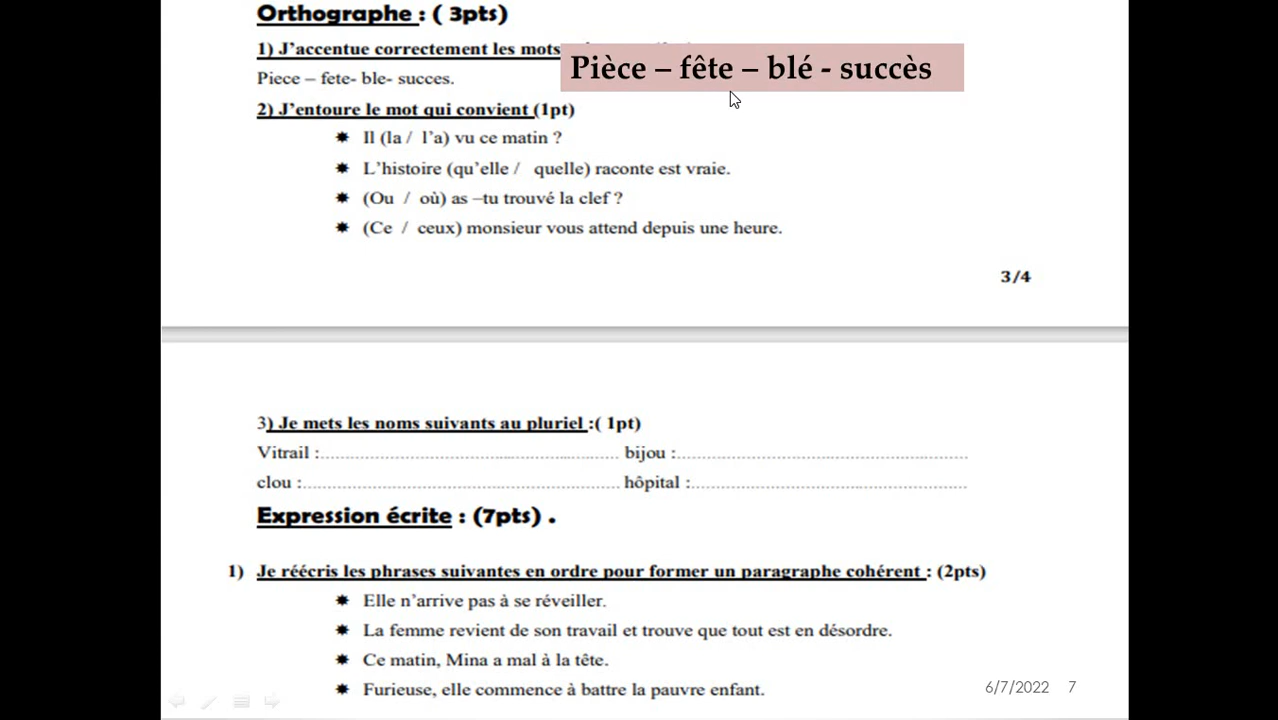 Orthographe : ( 3pts)
1) J’accentue correctement les mots
Pièce – fête – blé - succès
Piece – fete- ble- succes.
2) J’entoure le mot qui convient (1pt)
✷ Il (la / l’a) vu ce matin ?
✷ L’histoire (qu’elle / quelle) raconte est vraie.
✷ (Ou / où) as –tu trouvé la clef ?
✷ (Ce / ceux) monsieur vous attend depuis une heure.
3/4
3) Je mets les noms suivants au pluriel :( 1pt)
Vitrail :.................................................... bijou :....................................................
clou :.................................................... hôpital :....................................................
Expression écrite : (7pts) .
1) Je réécris les phrases suivantes en ordre pour former un paragraphe cohérent : (2pts)
✷ Elle n’arrive pas à se réveiller.
✷ La femme revient de son travail et trouve que tout est en désordre.
✷ Ce matin, Mina a mal à la tête.
✷ Furieuse, elle commence à battre la pauvre enfant.
6/7/2022 7